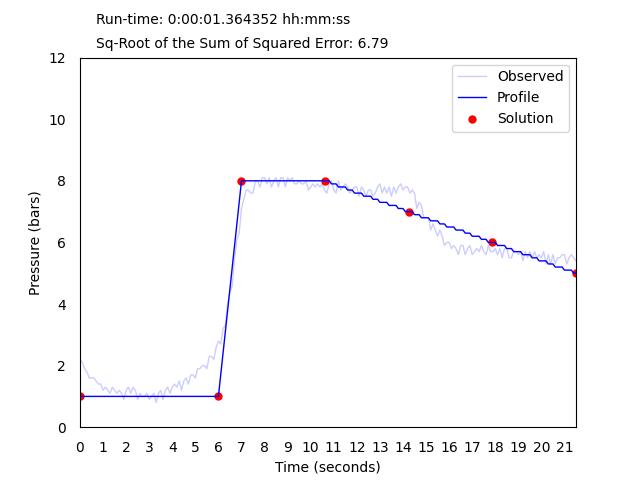 Run-time: 0:00:01.364352 hh:mm:ss
Sq-Root of the Sum of Squared Error: 6.79
12
10
8
6
4
2
0
Pressure (bars)
Observed
Profile
Solution
0 1 2 3 4 5 6 7 8 9 10 11 12 13 14 15 16 17 18 19 20 21
Time (seconds)